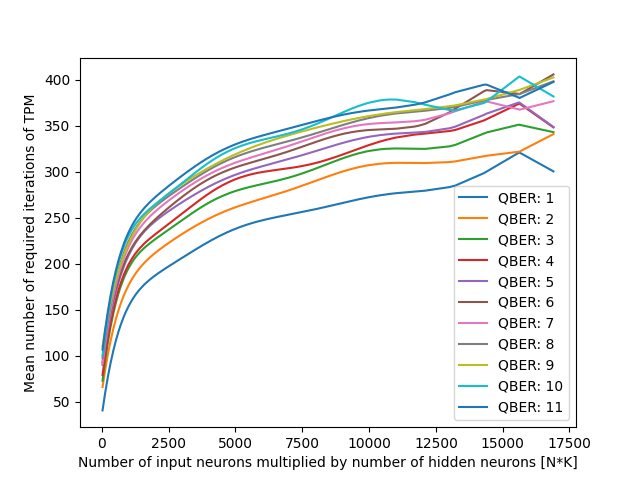 400
350
300
250
200
150
100
50
Mean number of required iterations of TPM
QBER: 1
QBER: 2
QBER: 3
QBER: 4
QBER: 5
QBER: 6
QBER: 7
QBER: 8
QBER: 9
QBER: 10
QBER: 11
0 2500 5000 7500 10000 12500 15000 17500
Number of input neurons multiplied by number of hidden neurons [N*K]